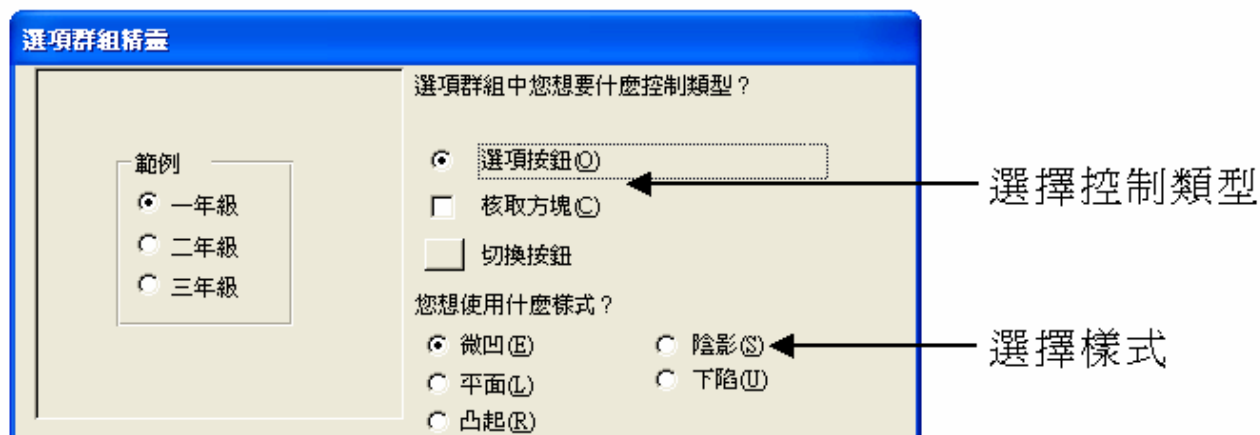 選項群組精靈
選項群組中您想要什麼控制類型？
範例
一年級
二年級
三年級
選項按鈕(O)
核取方塊(C)
切換按鈕
您想使用什麼樣式？
微凹(E) 陰影(S)
平面(L) 下陷(U)
凸起(R)
選擇控制類型
選擇樣式